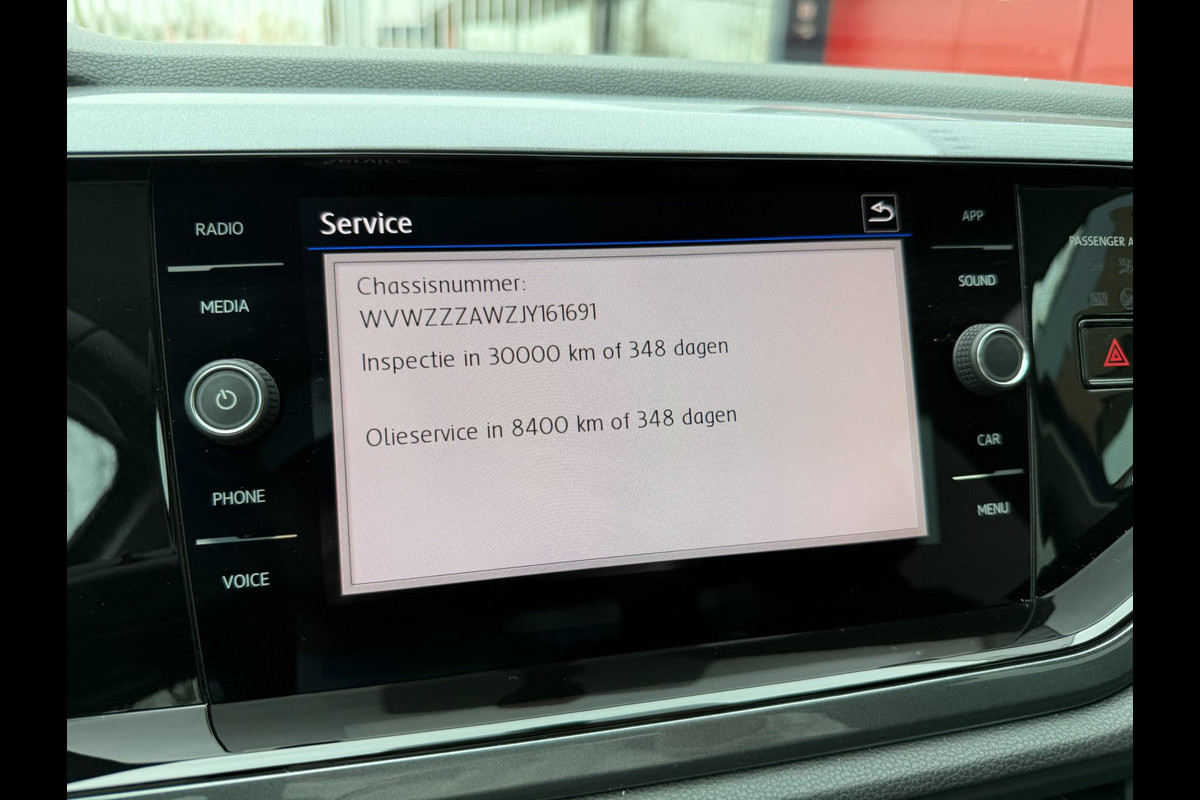 Service
RADIO
MEDIA
PHONE
VOICE
Chassisnummer:
WVWZZZAWZJY161691
Inspectie in 30000 km of 348 dagen
Olieservice in 8400 km of 348 dagen
APP
SOUND
CAR
MENU
PASSENGER A